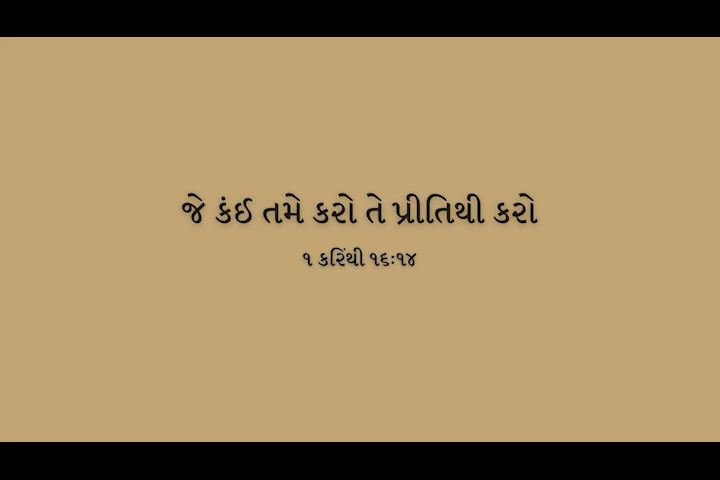 જે કંઈ તમે કરો તે પ્રીતિથી કરો
૧ કરિંથી ૧૬:૧૪